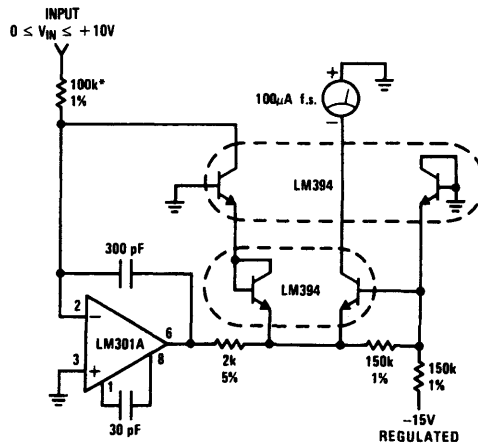 INPUT
0 ≤ V_IN ≤ +10V
100k*
1%
+
100μA f.s.
−
LM394
300 pF
LM394
2
−
6
LM301A
3
+
1
8
30 pF
2k
5%
150k
1%
150k
1%
−15V
REGULATED